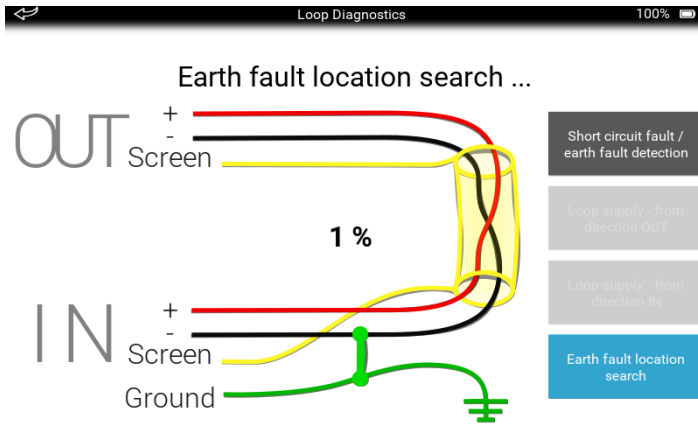 Loop Diagnostics
100%
Earth fault location search ...
OUT
+
-
Screen
Short circuit fault /
earth fault detection
Loop supply - from
direction OUT
1 %
Loop supply - from
direction IN
IN
+
-
Screen
Ground
Earth fault location
search